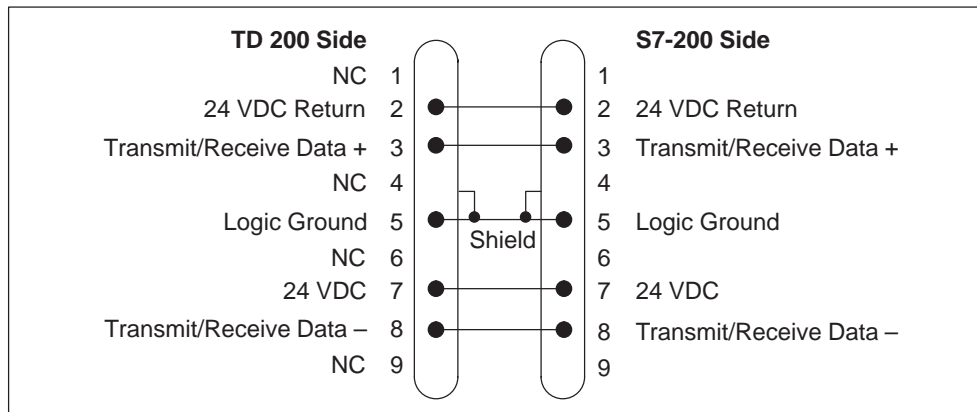 TD 200 Side S7-200 Side
NC 1 1
24 VDC Return 2 2 24 VDC Return
Transmit/Receive Data + 3 3 Transmit/Receive Data +
NC 4 4
Logic Ground 5 5 Logic Ground
Shield
NC 6 6
24 VDC 7 7 24 VDC
Transmit/Receive Data – 8 8 Transmit/Receive Data –
NC 9 9